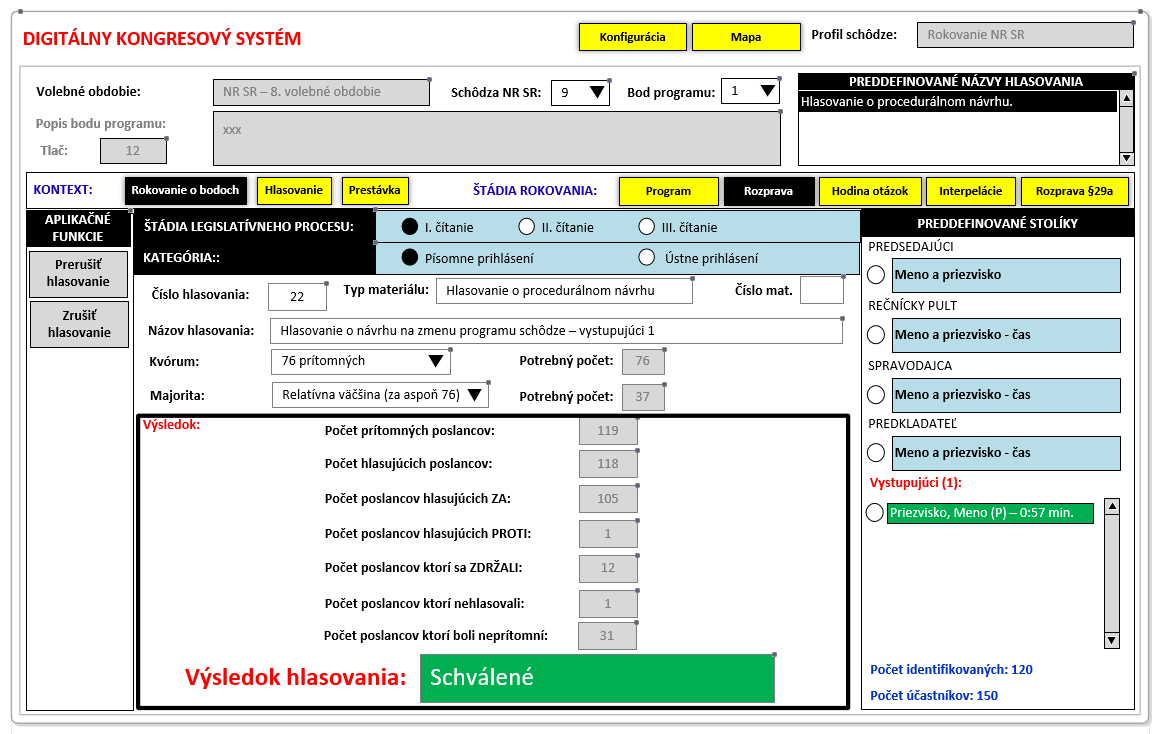 DIGITÁLNY KONGRESOVÝ SYSTÉM
Konfigurácia
Mapa
Profil schôdze:
Rokovanie NR SR
Volebné obdobie:
NR SR – 8. volebné obdobie
Schôdza NR SR:
9
Bod programu:
1
PREDDEFINOVANÉ NÁZVY HLASOVANIA
Hlasovanie o procedurálnom návrhu.
Popis bodu programu:
xxx
Tlač:
12
KONTEXT:
Rokovanie o bodoch
Hlasovanie
Prestávka
ŠTÁDIA ROKOVANIA:
Program
Rozprava
Hodina otázok
Interpelácie
Rozprava §29a
APLIKAČNÉ
FUNKCIE
Prerušiť
hlasovanie
Zrušiť
hlasovanie
ŠTÁDIA LEGISLATÍVNEHO PROCESU:
I. čítanie
II. čítanie
III. čítanie
KATEGÓRIA::
Písomne prihlásení
Ústne prihlásení
Číslo hlasovania:
22
Typ materiálu:
Hlasovanie o procedurálnom návrhu
Číslo mat.
Názov hlasovania:
Hlasovanie o návrhu na zmenu programu schôdze – vystupujúci 1
Kvórum:
76 prítomných
Potrebný počet:
76
Majorita:
Relatívna väčšina (za aspoň 76)
Potrebný počet:
37
Výsledok:
Počet prítomných poslancov:
119
Počet hlasujúcich poslancov:
118
Počet poslancov hlasujúcich ZA:
105
Počet poslancov hlasujúcich PROTI:
1
Počet poslancov ktorí sa ZDRŽALI:
12
Počet poslancov ktorí nehlasovali:
1
Počet poslancov ktorí boli neprítomní:
31
Výsledok hlasovania:
Schválené
PREDDEFINOVANÉ STOLÍKY
PREDSEDAJÚCI
Meno a priezvisko
REČNÍCKY PULT
Meno a priezvisko - čas
SPRAVODAJCA
Meno a priezvisko - čas
PREDKLADATEĽ
Meno a priezvisko - čas
Vystupujúci (1):
Priezvisko, Meno (P) – 0:57 min.
Počet identifikovaných: 120
Počet účastníkov: 150